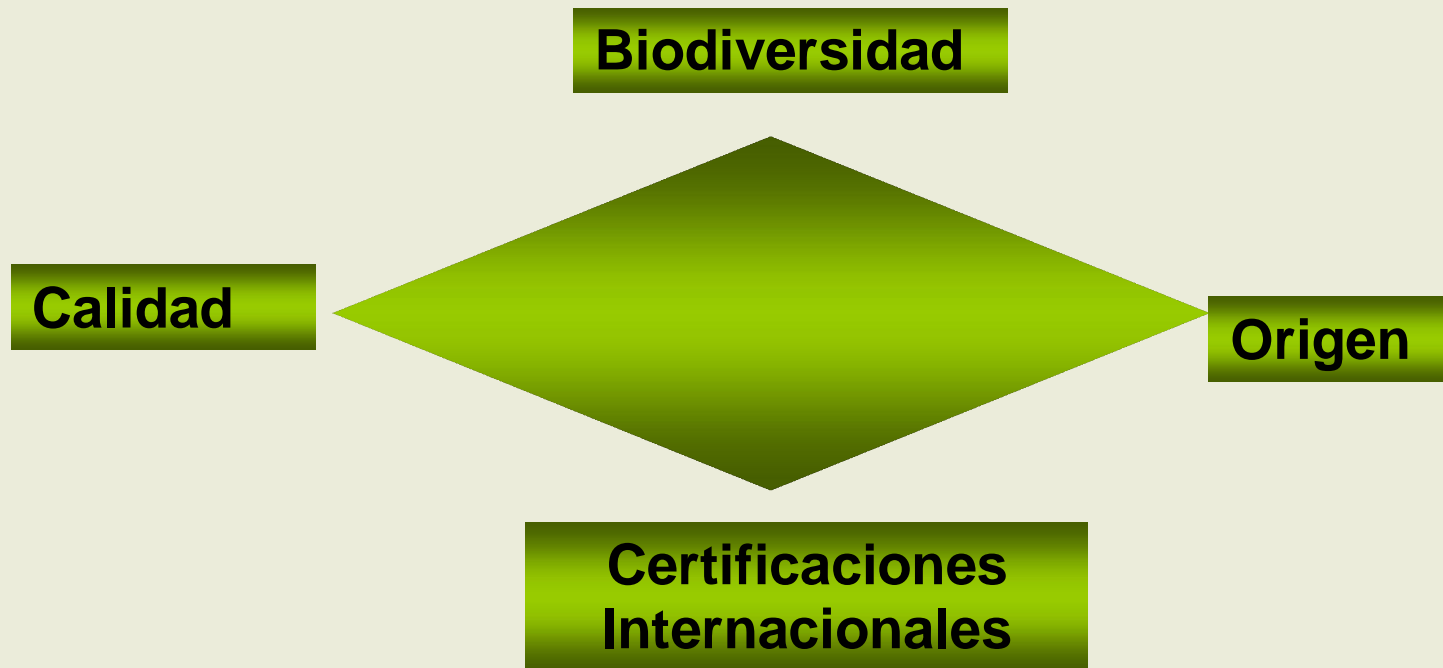 Biodiversidad
Calidad
Origen
Certificaciones
Internacionales